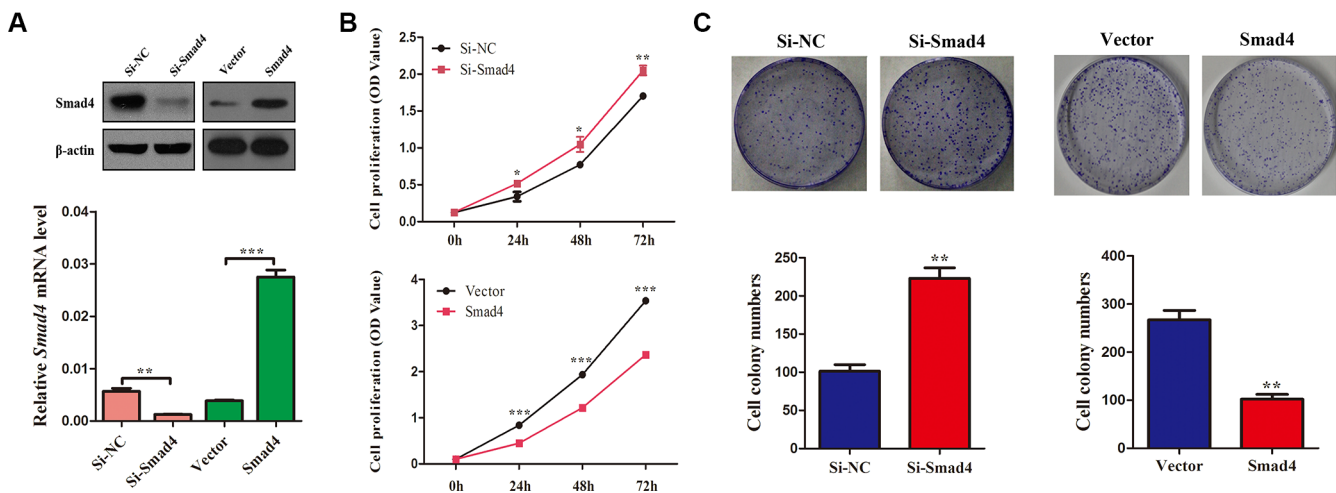 A
Si-NC
Si-Smad4
Vector
Smad4
Smad4
β-actin
Relative Smad4 mRNA level
0.04
0.03
0.02
0.01
0.00
**
***
Si-NC
Si-Smad4
Vector
Smad4
B
Cell proliferation (OD Value)
2.5
2.0
1.5
1.0
0.5
0.0
Si-NC
Si-Smad4
*
*
**
0h
24h
48h
72h
Cell proliferation (OD Value)
4
3
2
1
0
Vector
Smad4
***
***
***
0h
24h
48h
72h
C
Si-NC
Si-Smad4
Vector
Smad4
Cell colony numbers
250
200
150
100
50
0
**
Si-NC
Si-Smad4
Cell colony numbers
400
300
200
100
0
**
Vector
Smad4